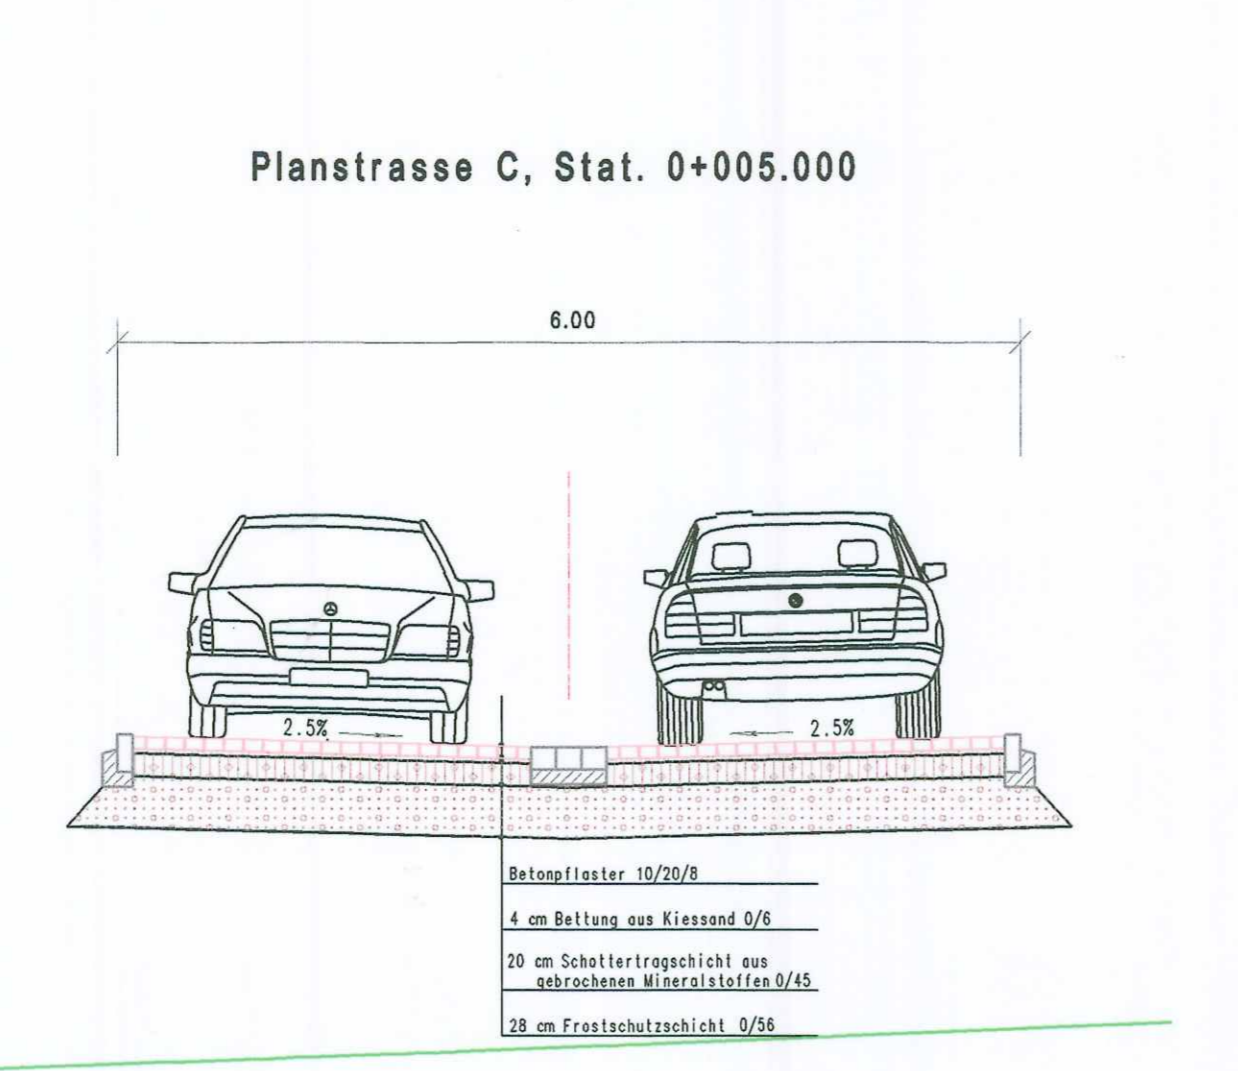 Planstrasse C, Stat. 0+005.000
6.00
2.5%
2.5%
Betonpflaster 10/20/8
4 cm Bettung aus Kiessand 0/6
20 cm Schottertragschicht aus
gebrochenen Mineralstoffen 0/45
28 cm Frostschutzschicht 0/56